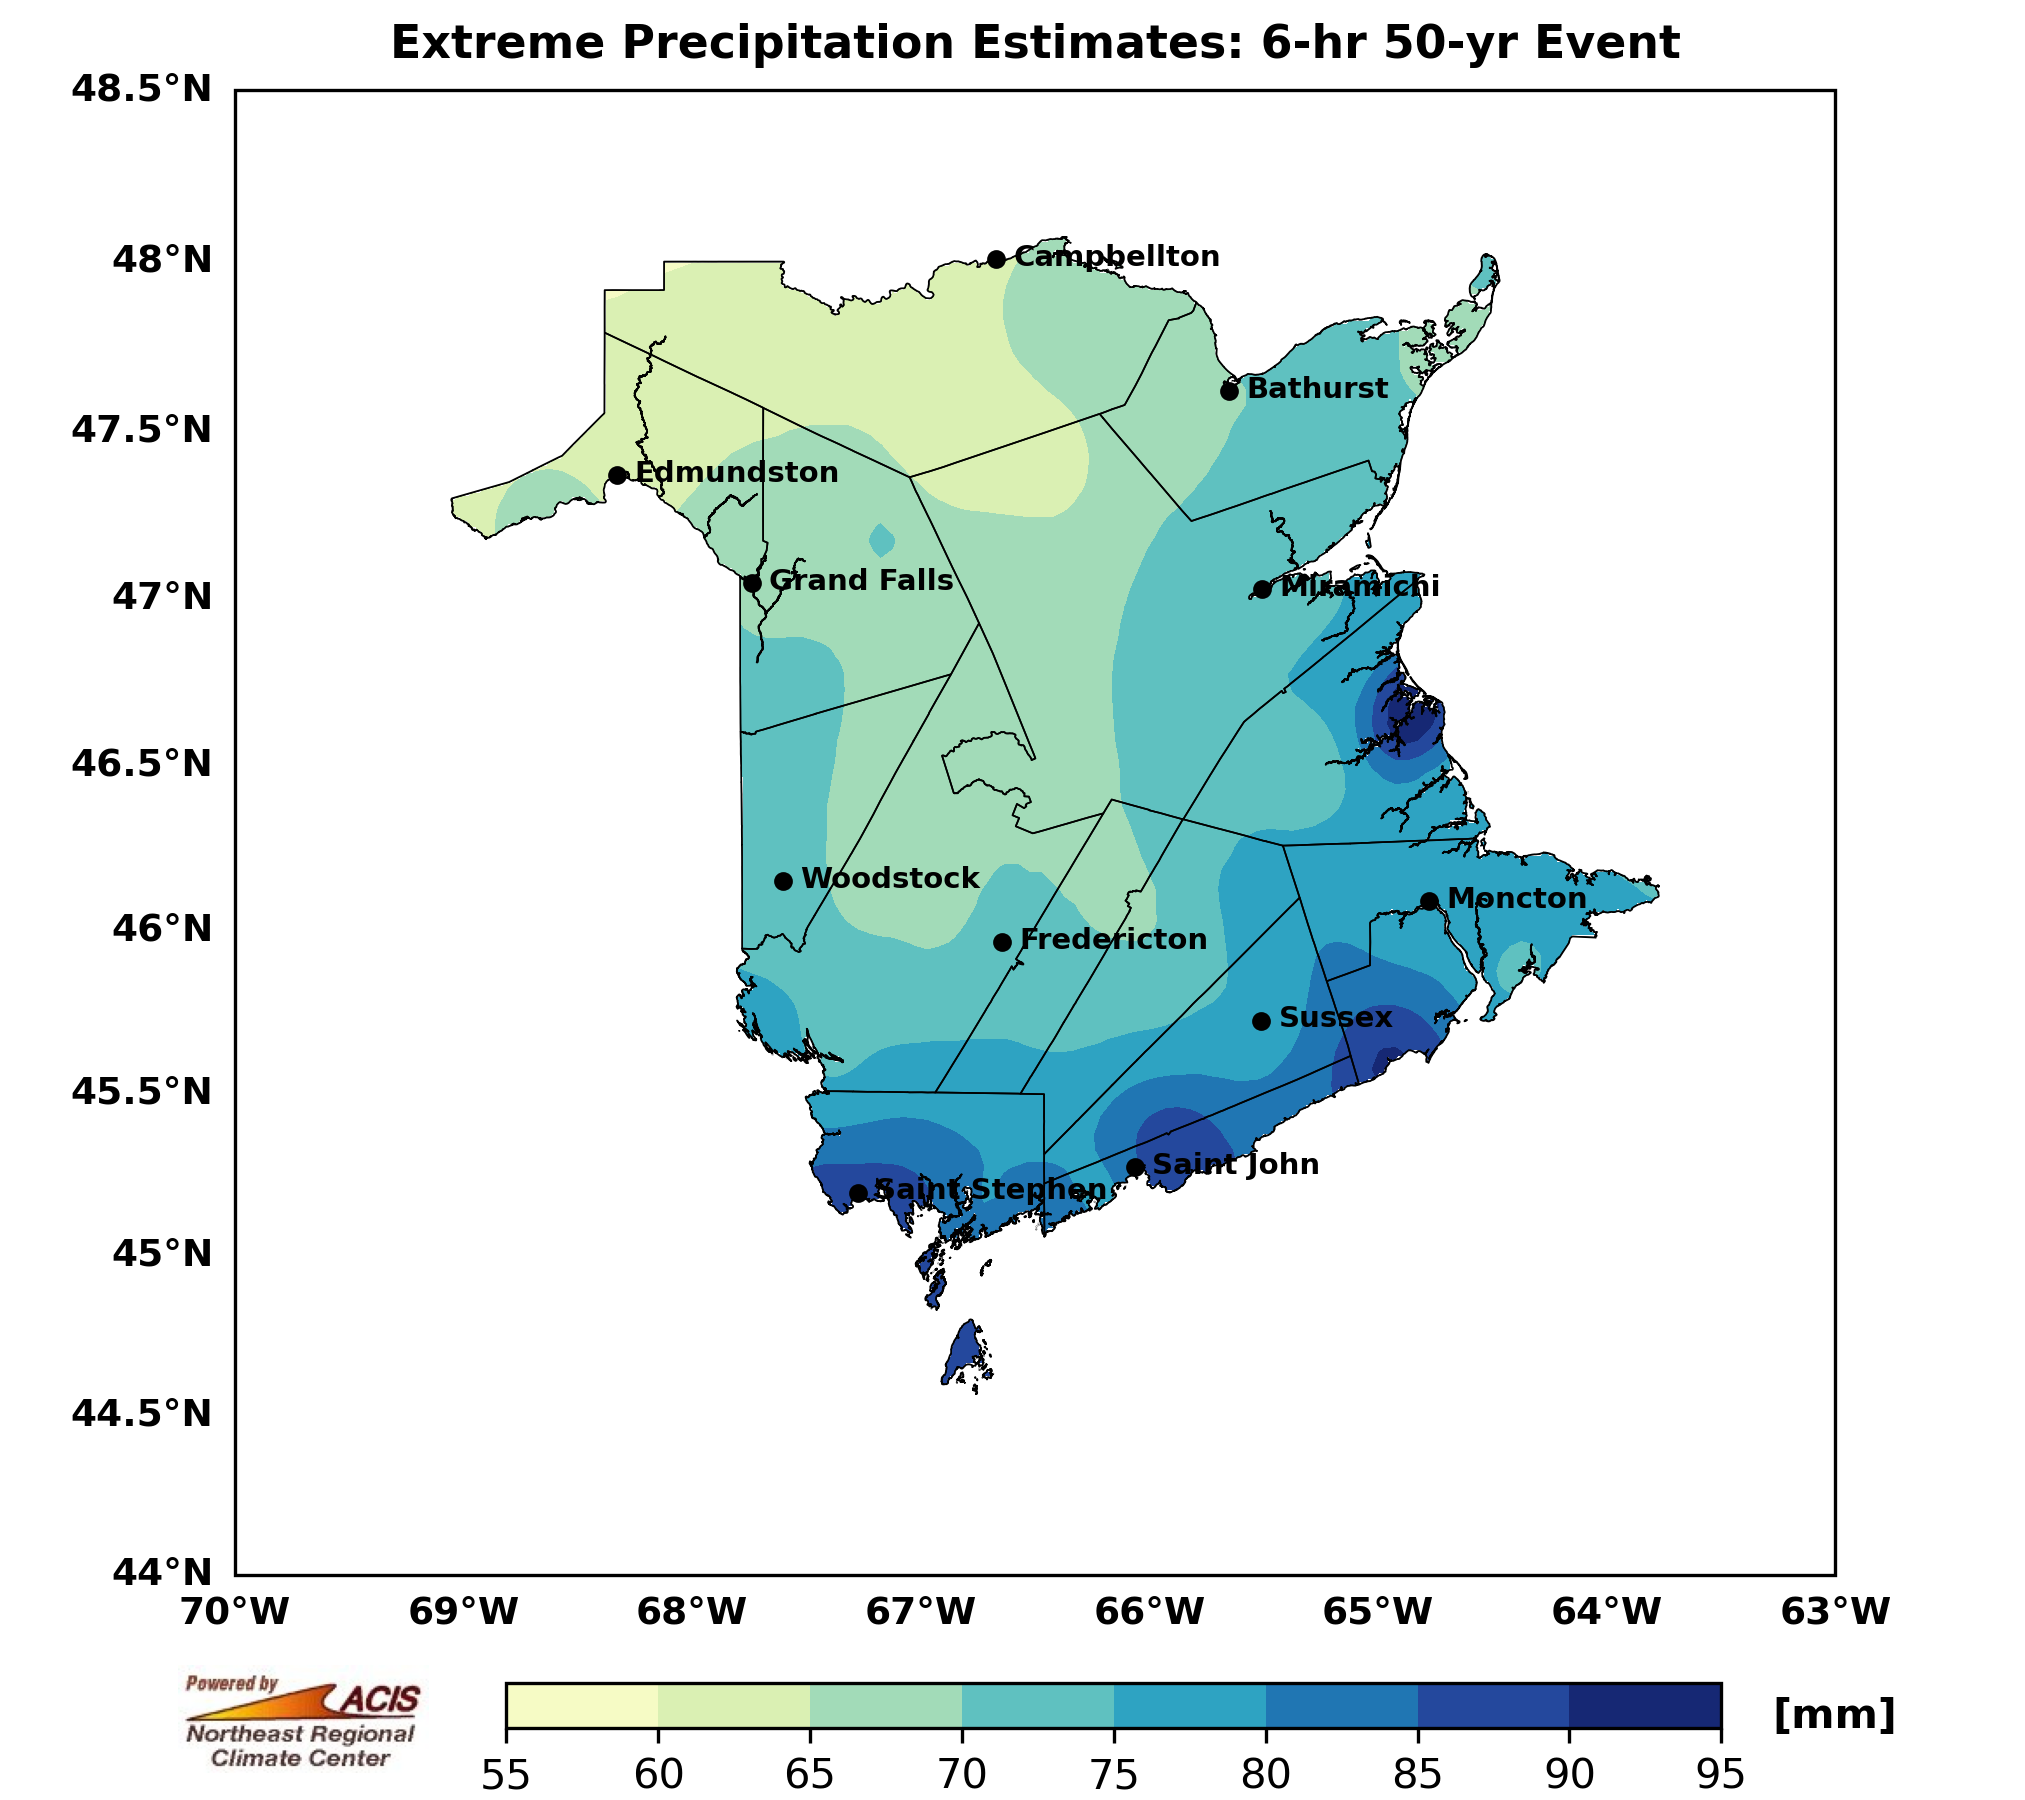 Extreme Precipitation Estimates: 6-hr 50-yr Event
48.5°N
48°N
47.5°N
47°N
46.5°N
46°N
45.5°N
45°N
44.5°N
44°N
Campbellton
Bathurst
Edmundston
Grand Falls
Miramichi
Woodstock
Moncton
Fredericton
Sussex
Saint John
Saint Stephen
70°W 69°W 68°W 67°W 66°W 65°W 64°W 63°W
Powered by
ACIS
Northeast Regional
Climate Center
[mm]
55 60 65 70 75 80 85 90 95